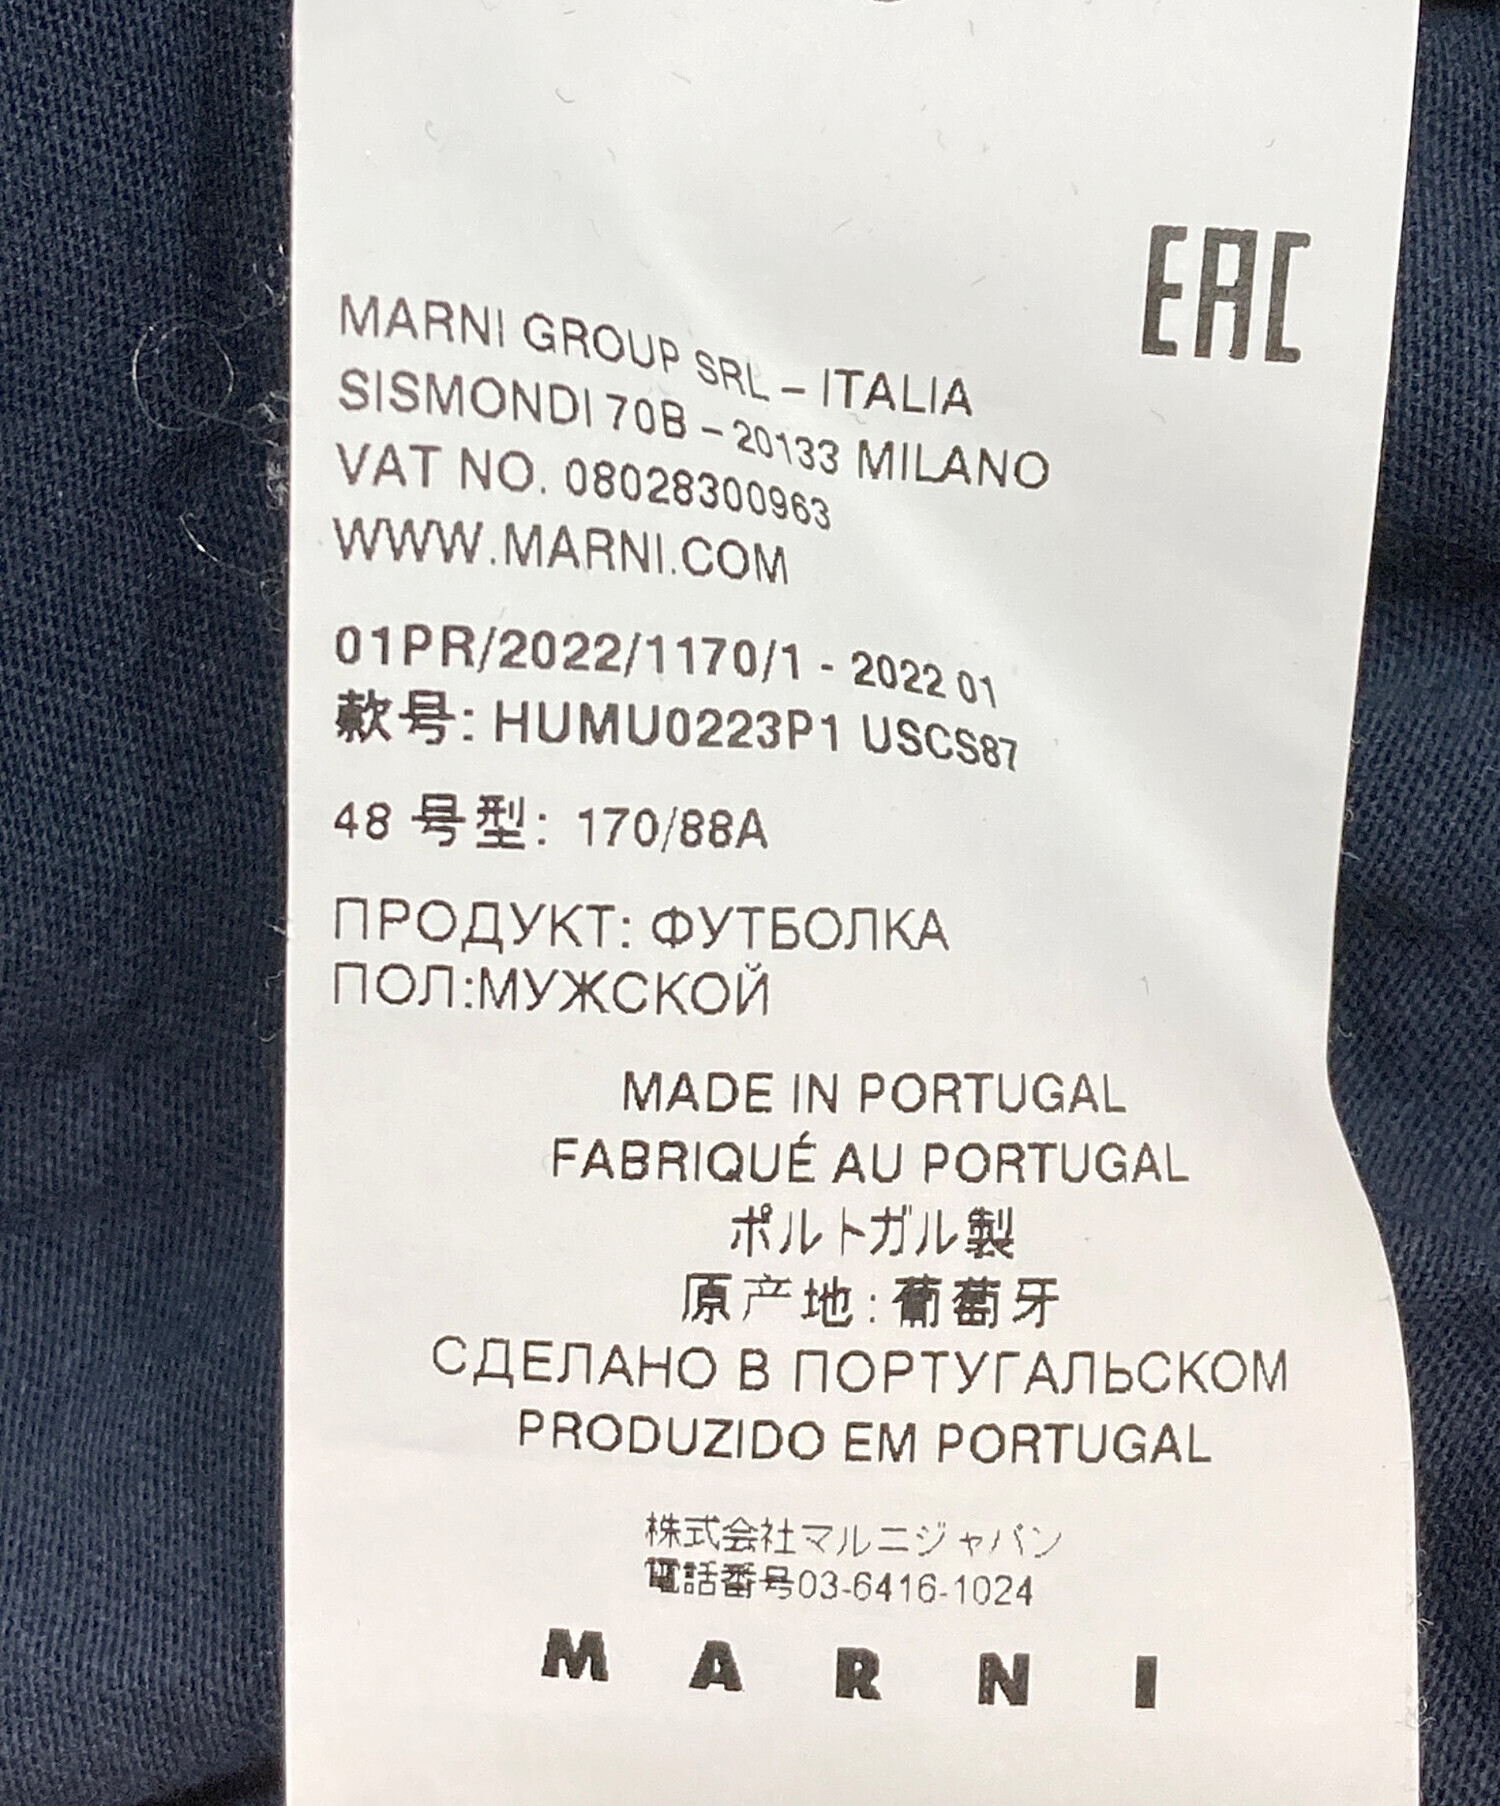 EAC
MARNI GROUP SRL – ITALIA
SISMONDI 70B – 20133 MILANO
VAT NO. 08028300963
WWW.MARNI.COM
01PR/2022/1170/1 - 2022 01
款号: HUMU0223P1 USCS87
48 号型: 170/88A
ПРОДУКТ: ФУТБОЛКА
ПОЛ:МУЖСКОЙ
MADE IN PORTUGAL
FABRIQUÉ AU PORTUGAL
ポルトガル製
原产地:葡萄牙
СДЕЛАНО В ПОРТУГАЛЬСКОМ
PRODUZIDO EM PORTUGAL
株式会社マルニジャパン
電話番号03-6416-1024
MARNI